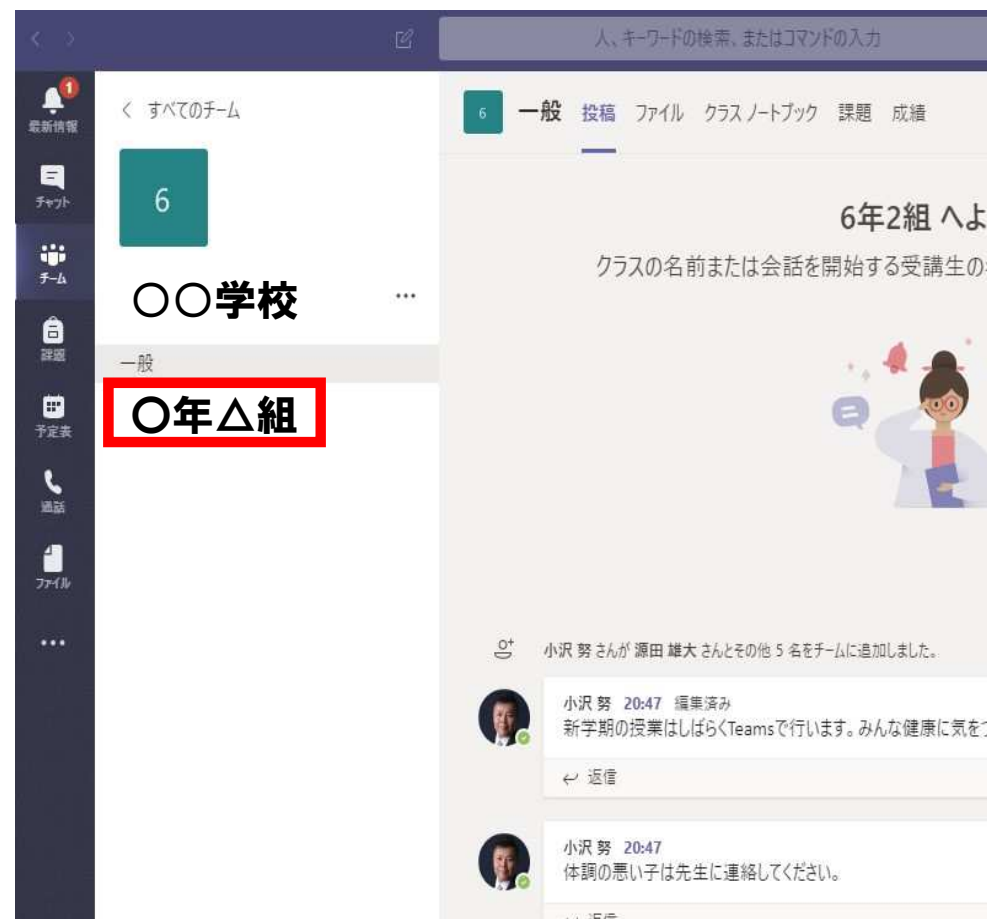 人、キーワードの検索、またはコマンドの入力
1
最新情報
チャット
チーム
課題
予定表
通話
ファイル
く すべてのチーム
6
〇〇学校
…
一般
〇年△組
6 一般 投稿 ファイル クラス ノートブック 課題 成績
6年2組 へよ
クラスの名前または会話を開始する受講生の
小沢 努 さんが 源田 雄大 さんとその他 5 名をチームに追加しました。
小沢 努 20:47 編集済み
新学期の授業はしばらくTeamsで行います。みんな健康に気を
返信
小沢 努 20:47
体調の悪い子は先生に連絡してください。
返信